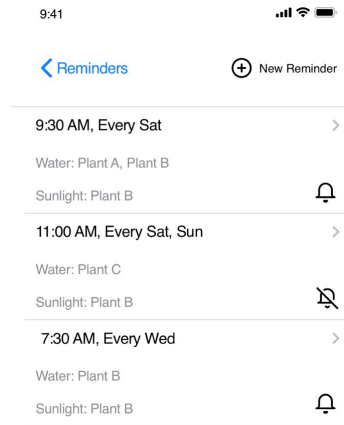 9:41
Reminders
New Reminder
9:30 AM, Every Sat
Water: Plant A, Plant B
Sunlight: Plant B
11:00 AM, Every Sat, Sun
Water: Plant C
Sunlight: Plant B
7:30 AM, Every Wed
Water: Plant B
Sunlight: Plant B